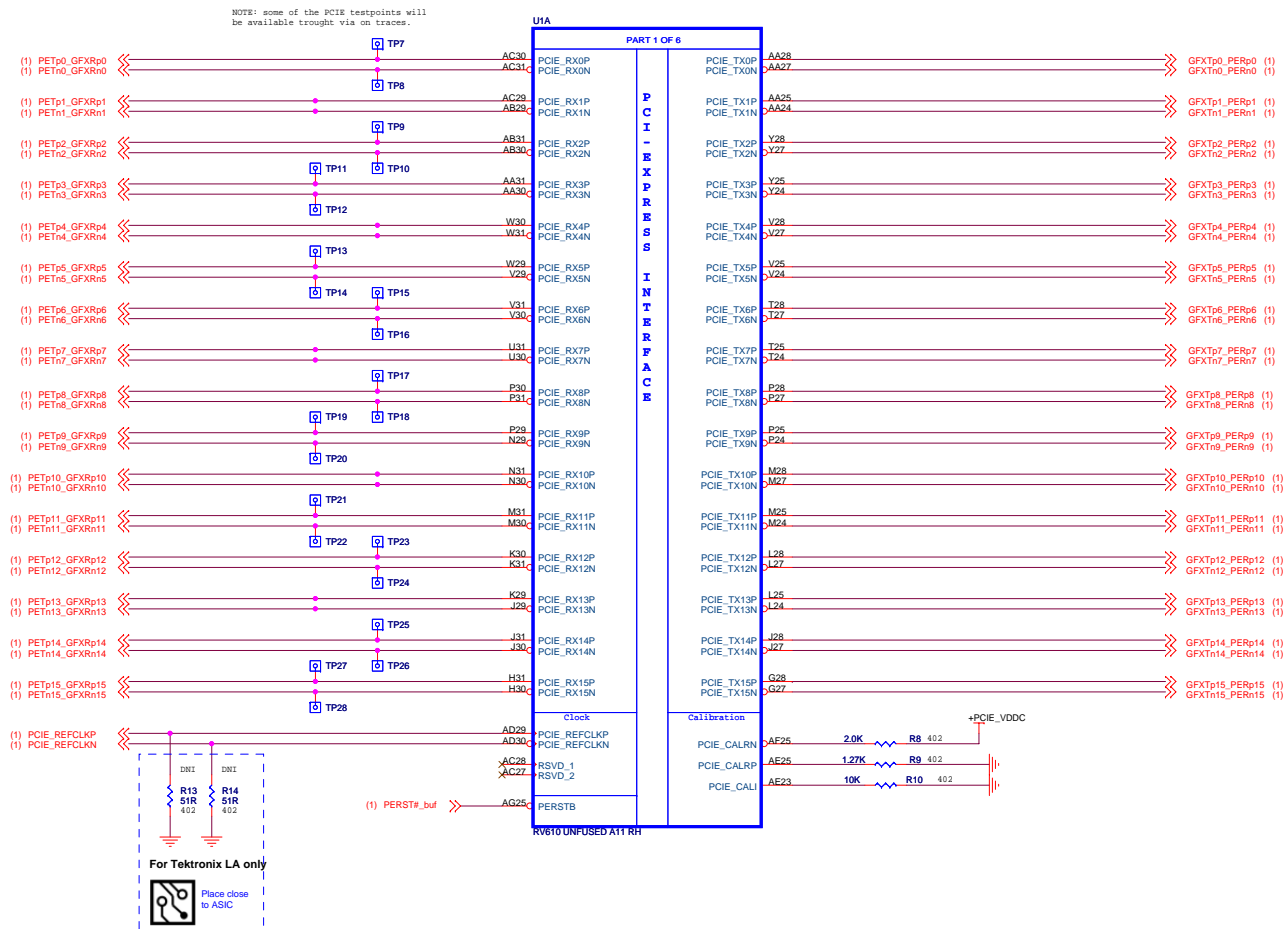 NOTE: some of the PCIE testpoints will
be available trought via on traces.
U1A
PART 1 OF 6
PCI-EXPRESS INTERFACE
TP7
(1) PETp0_GFXRp0 AC30 PCIE_RX0P PCIE_TX0P AA28 GFXTp0_PERp0 (1)
(1) PETn0_GFXRn0 AC31 PCIE_RX0N PCIE_TX0N AA27 GFXTn0_PERn0 (1)
TP8
(1) PETp1_GFXRp1 AC29 PCIE_RX1P PCIE_TX1P AA25 GFXTp1_PERp1 (1)
(1) PETn1_GFXRn1 AB29 PCIE_RX1N PCIE_TX1N AA24 GFXTn1_PERn1 (1)
TP9
(1) PETp2_GFXRp2 AB31 PCIE_RX2P PCIE_TX2P Y28 GFXTp2_PERp2 (1)
(1) PETn2_GFXRn2 AB30 PCIE_RX2N PCIE_TX2N Y27 GFXTn2_PERn2 (1)
TP11 TP10
(1) PETp3_GFXRp3 AA31 PCIE_RX3P PCIE_TX3P Y25 GFXTp3_PERp3 (1)
(1) PETn3_GFXRn3 AA30 PCIE_RX3N PCIE_TX3N Y24 GFXTn3_PERn3 (1)
TP12
(1) PETp4_GFXRp4 W30 PCIE_RX4P PCIE_TX4P V28 GFXTp4_PERp4 (1)
(1) PETn4_GFXRn4 W31 PCIE_RX4N PCIE_TX4N V27 GFXTn4_PERn4 (1)
TP13
(1) PETp5_GFXRp5 W29 PCIE_RX5P PCIE_TX5P V25 GFXTp5_PERp5 (1)
(1) PETn5_GFXRn5 V29 PCIE_RX5N PCIE_TX5N V24 GFXTn5_PERn5 (1)
TP14 TP15
(1) PETp6_GFXRp6 V31 PCIE_RX6P PCIE_TX6P T28 GFXTp6_PERp6 (1)
(1) PETn6_GFXRn6 V30 PCIE_RX6N PCIE_TX6N T27 GFXTn6_PERn6 (1)
TP16
(1) PETp7_GFXRp7 U31 PCIE_RX7P PCIE_TX7P T25 GFXTp7_PERp7 (1)
(1) PETn7_GFXRn7 U30 PCIE_RX7N PCIE_TX7N T24 GFXTn7_PERn7 (1)
TP17
(1) PETp8_GFXRp8 P30 PCIE_RX8P PCIE_TX8P P28 GFXTp8_PERp8 (1)
(1) PETn8_GFXRn8 P31 PCIE_RX8N PCIE_TX8N P27 GFXTn8_PERn8 (1)
TP19 TP18
(1) PETp9_GFXRp9 P29 PCIE_RX9P PCIE_TX9P P25 GFXTp9_PERp9 (1)
(1) PETn9_GFXRn9 N29 PCIE_RX9N PCIE_TX9N P24 GFXTn9_PERn9 (1)
TP20
(1) PETp10_GFXRp10 N31 PCIE_RX10P PCIE_TX10P M28 GFXTp10_PERp10 (1)
(1) PETn10_GFXRn10 N30 PCIE_RX10N PCIE_TX10N M27 GFXTn10_PERn10 (1)
TP21
(1) PETp11_GFXRp11 M31 PCIE_RX11P PCIE_TX11P M25 GFXTp11_PERp11 (1)
(1) PETn11_GFXRn11 M30 PCIE_RX11N PCIE_TX11N M24 GFXTn11_PERn11 (1)
TP22 TP23
(1) PETp12_GFXRp12 K30 PCIE_RX12P PCIE_TX12P L28 GFXTp12_PERp12 (1)
(1) PETn12_GFXRn12 K31 PCIE_RX12N PCIE_TX12N L27 GFXTn12_PERn12 (1)
TP24
(1) PETp13_GFXRp13 K29 PCIE_RX13P PCIE_TX13P L25 GFXTp13_PERp13 (1)
(1) PETn13_GFXRn13 J29 PCIE_RX13N PCIE_TX13N L24 GFXTn13_PERn13 (1)
TP25
(1) PETp14_GFXRp14 J31 PCIE_RX14P PCIE_TX14P J28 GFXTp14_PERp14 (1)
(1) PETn14_GFXRn14 J30 PCIE_RX14N PCIE_TX14N J27 GFXTn14_PERn14 (1)
TP27 TP26
(1) PETp15_GFXRp15 H31 PCIE_RX15P PCIE_TX15P G28 GFXTp15_PERp15 (1)
(1) PETn15_GFXRn15 H30 PCIE_RX15N PCIE_TX15N G27 GFXTn15_PERn15 (1)
TP28
Clock Calibration
+PCIE_VDDC
(1) PCIE_REFCLKP AD29 PCIE_REFCLKP
(1) PCIE_REFCLKN AD30 PCIE_REFCLKN
PCIE_CALRN AF25 2.0K R8 402
PCIE_CALRP AE25 1.27K R9 402
PCIE_CALI AE23 10K R10 402
AC28 RSVD_1
AC27 RSVD_2
(1) PERST#_buf AG25 PERSTB
RV610 UNFUSED A11 RH
DNI DNI
R13 R14
51R 51R
402 402
For Tektronix LA only
Place close
to ASIC